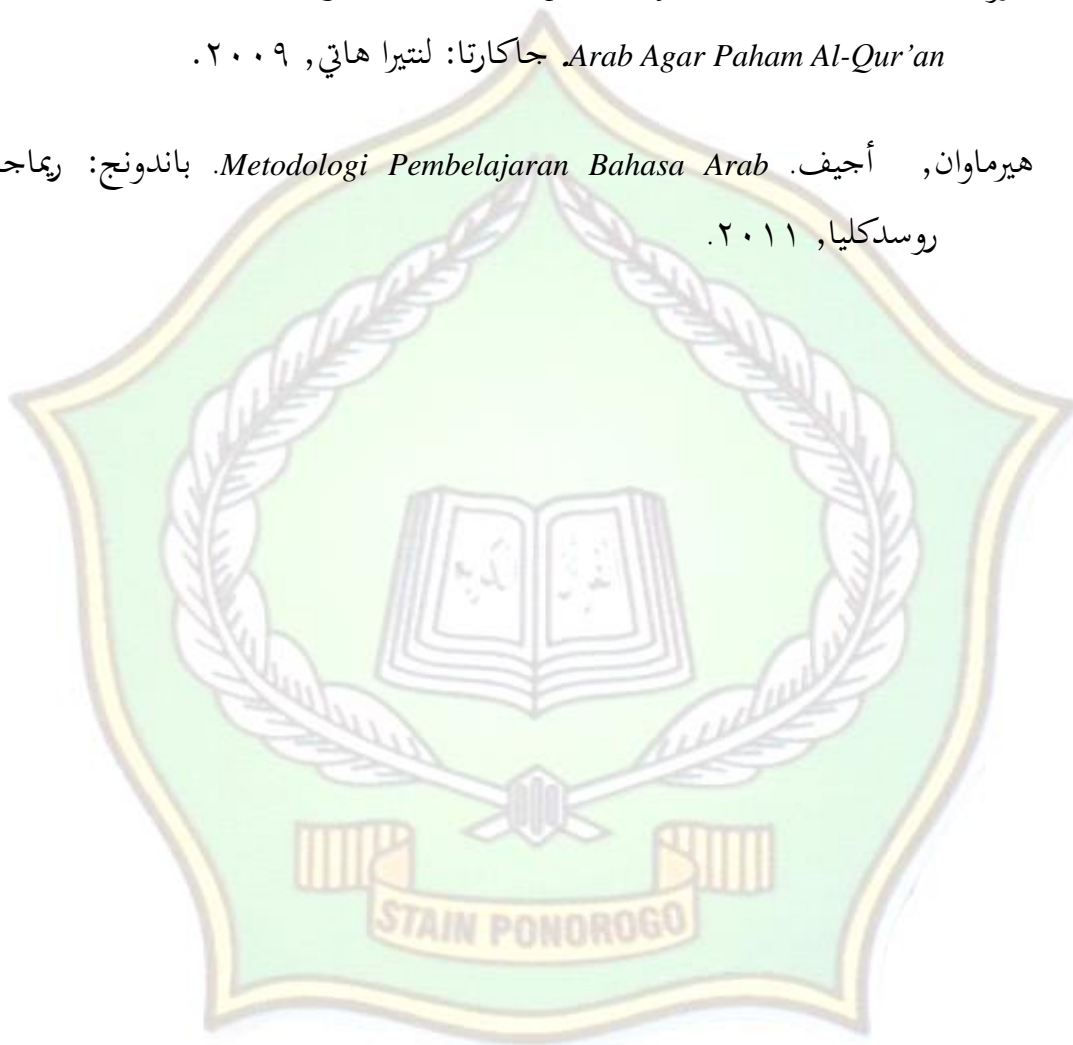 Arab Agar Paham Al-Qur'an. جاكارتا: لنتيرا هاتي, ٢٠٠٩.
هيرماوان, أجيف. Metodologi Pembelajaran Bahasa Arab. باندونج: ريماجا
روسدكليا, ٢٠١١.
STAIN PONOROGO